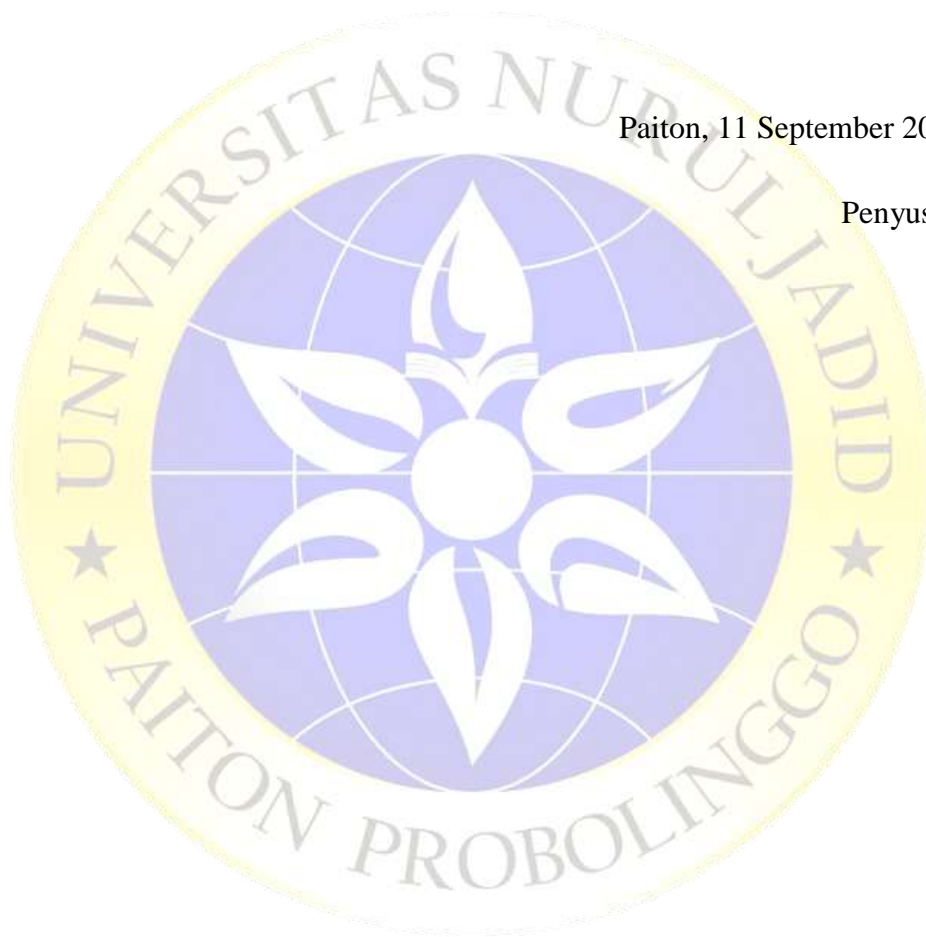 Paiton, 11 September 20
Penyus
UNIVERSITAS NURUL JADID
★ PAITON PROBOLINGGO ★